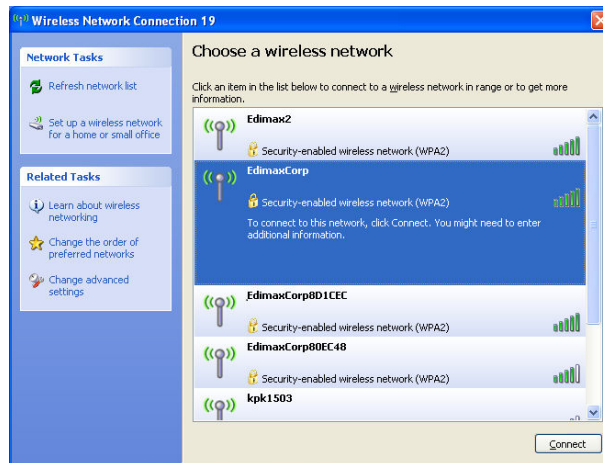 Wireless Network Connection 19
Network Tasks
Refresh network list
Set up a wireless network
for a home or small office
Related Tasks
Learn about wireless
networking
Change the order of
preferred networks
Change advanced
settings
Choose a wireless network
Click an item in the list below to connect to a wireless network in range or to get more
information.
Edimax2
Security-enabled wireless network (WPA2)
EdimaxCorp
Security-enabled wireless network (WPA2)
To connect to this network, click Connect. You might need to enter
additional information.
EdimaxCorp8D1CEC
Security-enabled wireless network (WPA2)
EdimaxCorp80EC48
Security-enabled wireless network (WPA2)
kpk1503
Connect